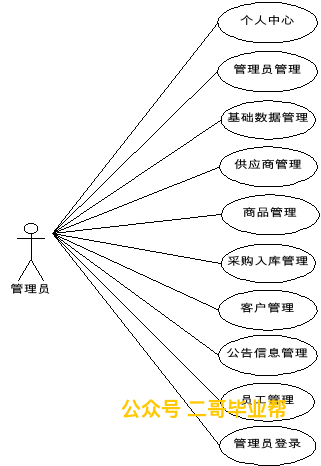 个人中心
管理员管理
基础数据管理
供应商管理
商品管理
管理员
采购入库管理
客户管理
公告信息管理
员工管理
公众号 二哥毕业帮
管理员登录